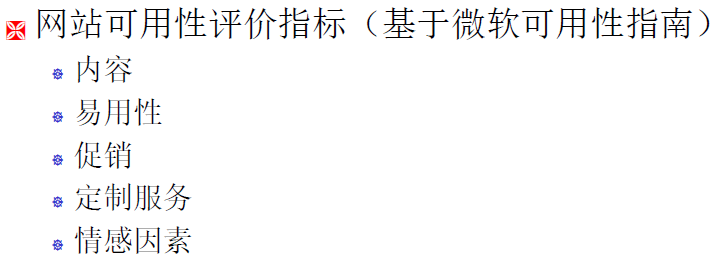 网站可用性评价指标（基于微软可用性指南）
内容
易用性
促销
定制服务
情感因素